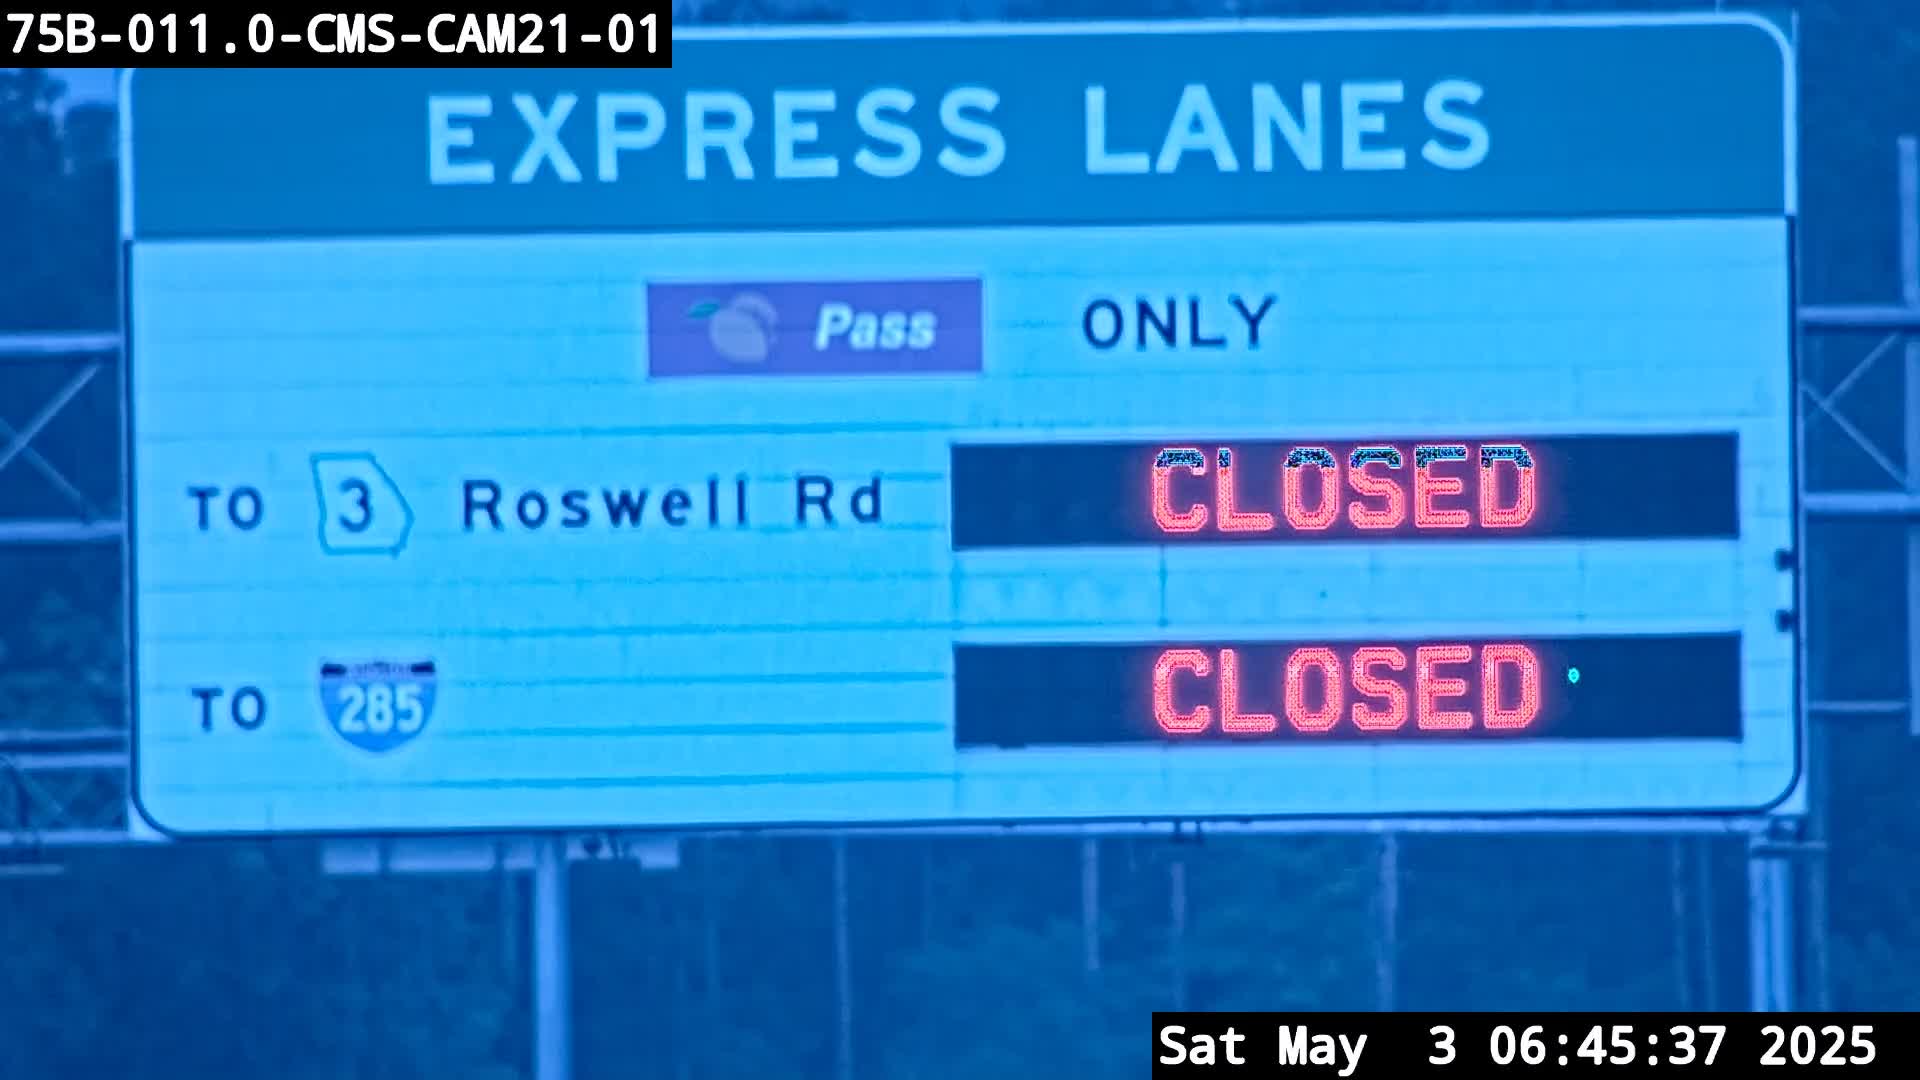 75B-011.0-CMS-CAM21-01
EXPRESS LANES
Pass ONLY
TO 3 Roswell Rd CLOSED
TO 285 CLOSED
Sat May 3 06:45:37 2025